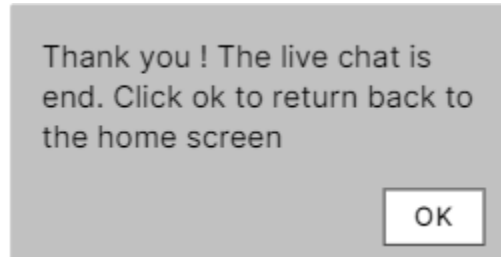 Thank you ! The live chat is
end. Click ok to return back to
the home screen
OK